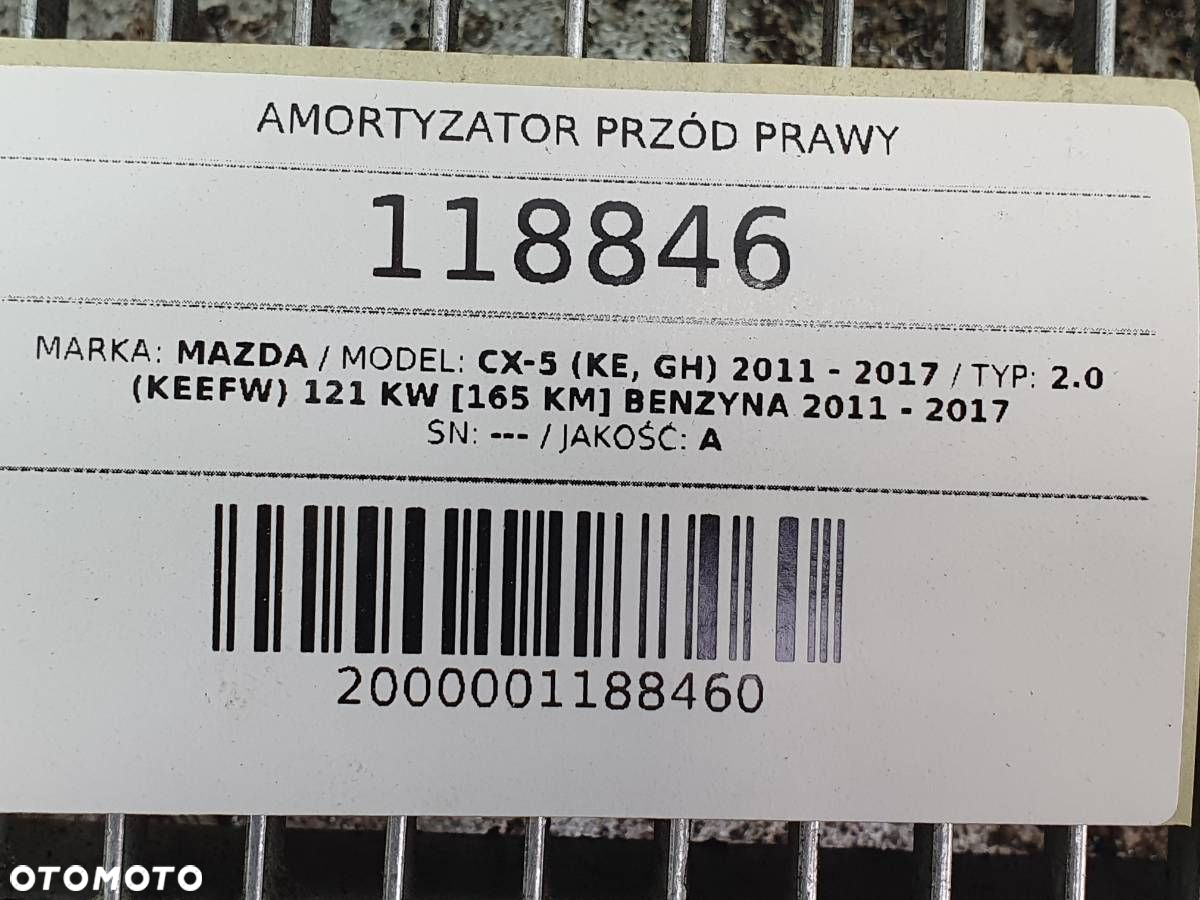 AMORTYZATOR PRZÓD PRAWY
118846
MARKA: MAZDA / MODEL: CX-5 (KE, GH) 2011 - 2017 / TYP: 2.0
(KEEFW) 121 KW [165 KM] BENZYNA 2011 - 2017
SN: --- / JAKOŚĆ: A
2000001188460
OTOMOTO